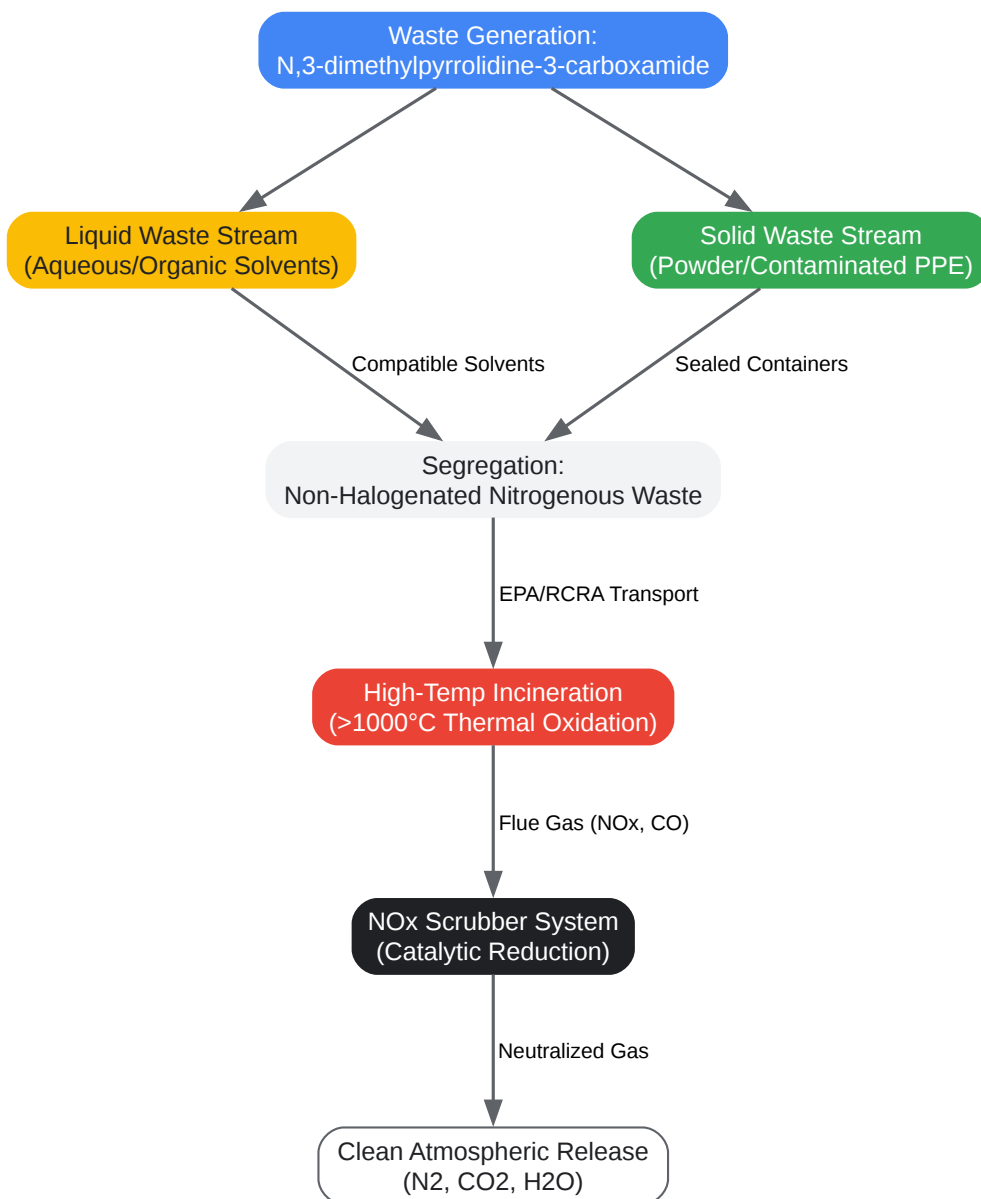 Waste Generation:
N,3-dimethylpyrrolidine-3-carboxamide
Liquid Waste Stream
(Aqueous/Organic Solvents)
Solid Waste Stream
(Powder/Contaminated PPE)
Compatible Solvents
Sealed Containers
Segregation:
Non-Halogenated Nitrogenous Waste
EPA/RCRA Transport
High-Temp Incineration
(>1000°C Thermal Oxidation)
Flue Gas (NOx, CO)
NOx Scrubber System
(Catalytic Reduction)
Neutralized Gas
Clean Atmospheric Release
(N2, CO2, H2O)